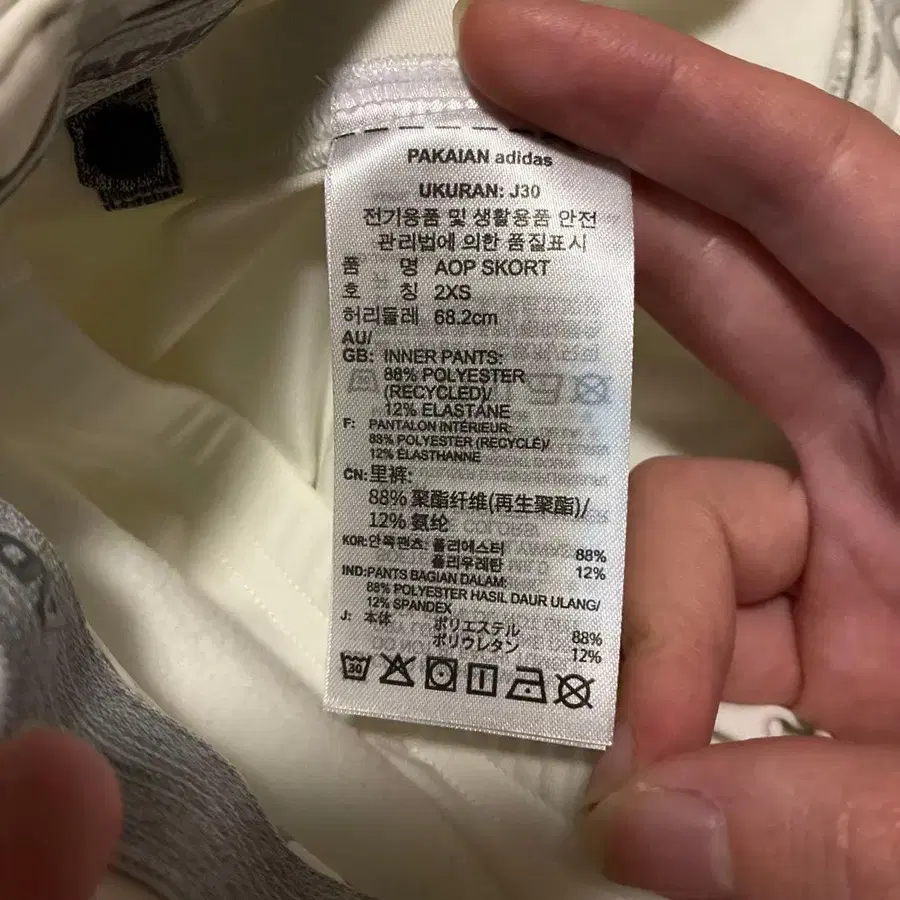 PAKAIAN adidas
UKURAN: J30
전기용품 및 생활용품 안전
관리법에 의한 품질표시
품 명 AOP SKORT
호 칭 2XS
허리둘레 68.2cm
AU/
GB: INNER PANTS:
88% POLYESTER
(RECYCLED)/
12% ELASTANE
F: PANTALON INTÉRIEUR:
88% POLYESTER (RECYCLÉ)/
12% ÉLASTHANNE
CN: 里裤:
88% 聚酯纤维(再生聚酯)/
12% 氨纶
KOR: 안쪽팬츠: 폴리에스터 88%
폴리우레탄 12%
IND: PANTS BAGIAN DALAM:
88% POLYESTER HASIL DAUR ULANG/
12% SPANDEX
J: 本体 ポリエステル 88%
ポリウレタン 12%
30